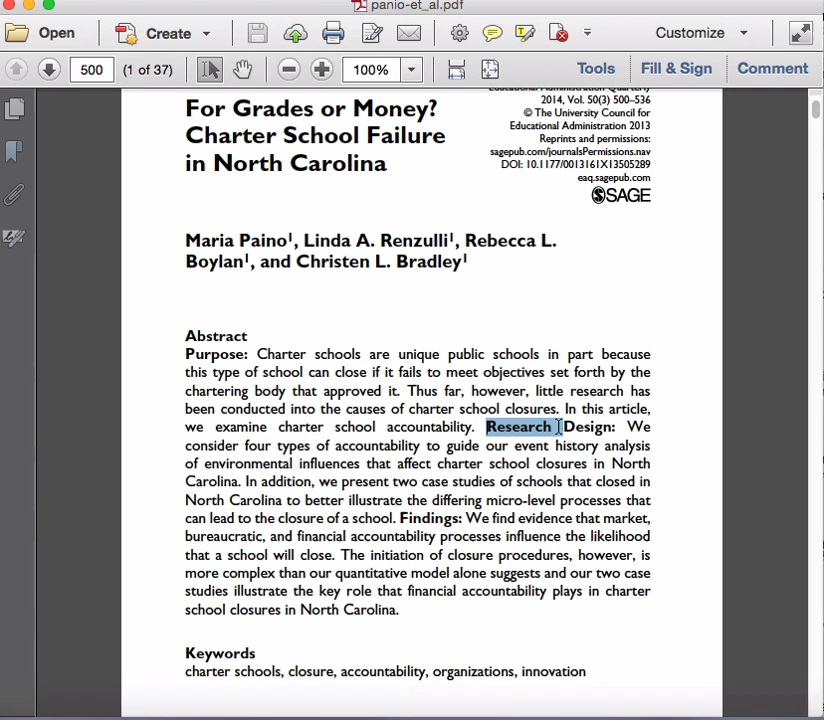 panio-et_al.pdf
Open
Create
Customize
500
(1 of 37)
100%
Tools
Fill & Sign
Comment
For Grades or Money?
Charter School Failure
in North Carolina
Educational Administration Quarterly
2014, Vol. 50(3) 500–536
© The University Council for
Educational Administration 2013
Reprints and permissions:
sagepub.com/journalsPermissions.nav
DOI: 10.1177/0013161X13505289
eaq.sagepub.com
SAGE
Maria Paino1, Linda A. Renzulli1, Rebecca L.
Boylan1, and Christen L. Bradley1
Abstract
Purpose: Charter schools are unique public schools in part because
this type of school can close if it fails to meet objectives set forth by the
chartering body that approved it. Thus far, however, little research has
been conducted into the causes of charter school closures. In this article,
we examine charter school accountability. Research Design: We
consider four types of accountability to guide our event history analysis
of environmental influences that affect charter school closures in North
Carolina. In addition, we present two case studies of schools that closed in
North Carolina to better illustrate the differing micro-level processes that
can lead to the closure of a school. Findings: We find evidence that market,
bureaucratic, and financial accountability processes influence the likelihood
that a school will close. The initiation of closure procedures, however, is
more complex than our quantitative model alone suggests and our two case
studies illustrate the key role that financial accountability plays in charter
school closures in North Carolina.
Keywords
charter schools, closure, accountability, organizations, innovation